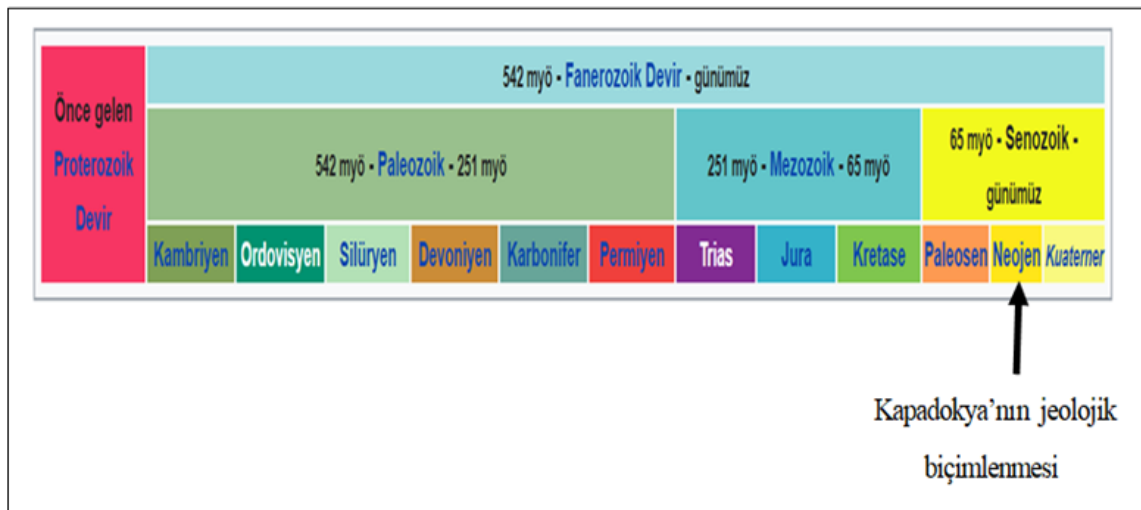 542 myö - Fanerozoik Devir - günümüz
Önce gelen
Proterozoik
Devir
542 myö - Paleozoik - 251 myö
251 myö - Mezozoik - 65 myö
65 myö - Senozoik -
günümüz
Kambriyen Ordovisyen Silüryen Devoniyen Karbonifer Permiyen Trias Jura Kretase Paleosen Neojen Kuaterner
Kapadokya’nın jeolojik
biçimlenmesi